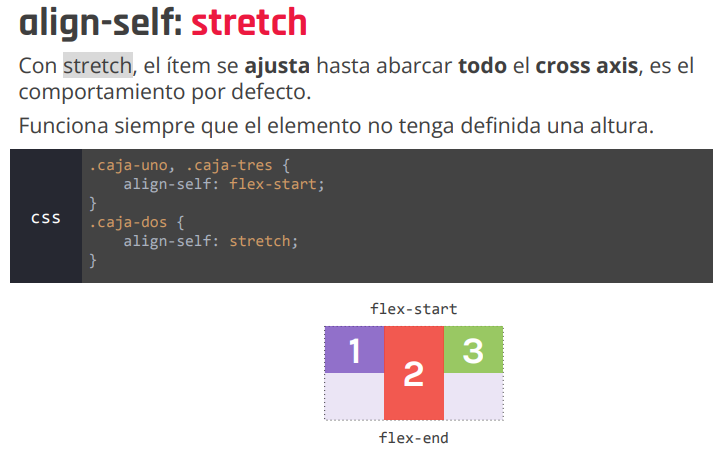 align-self: stretch
Con stretch, el ítem se ajusta hasta abarcar todo el cross axis, es el
comportamiento por defecto.
Funciona siempre que el elemento no tenga definida una altura.
css
.caja-uno, .caja-tres {
    align-self: flex-start;
}
.caja-dos {
    align-self: stretch;
}
flex-start
1
2
3
flex-end